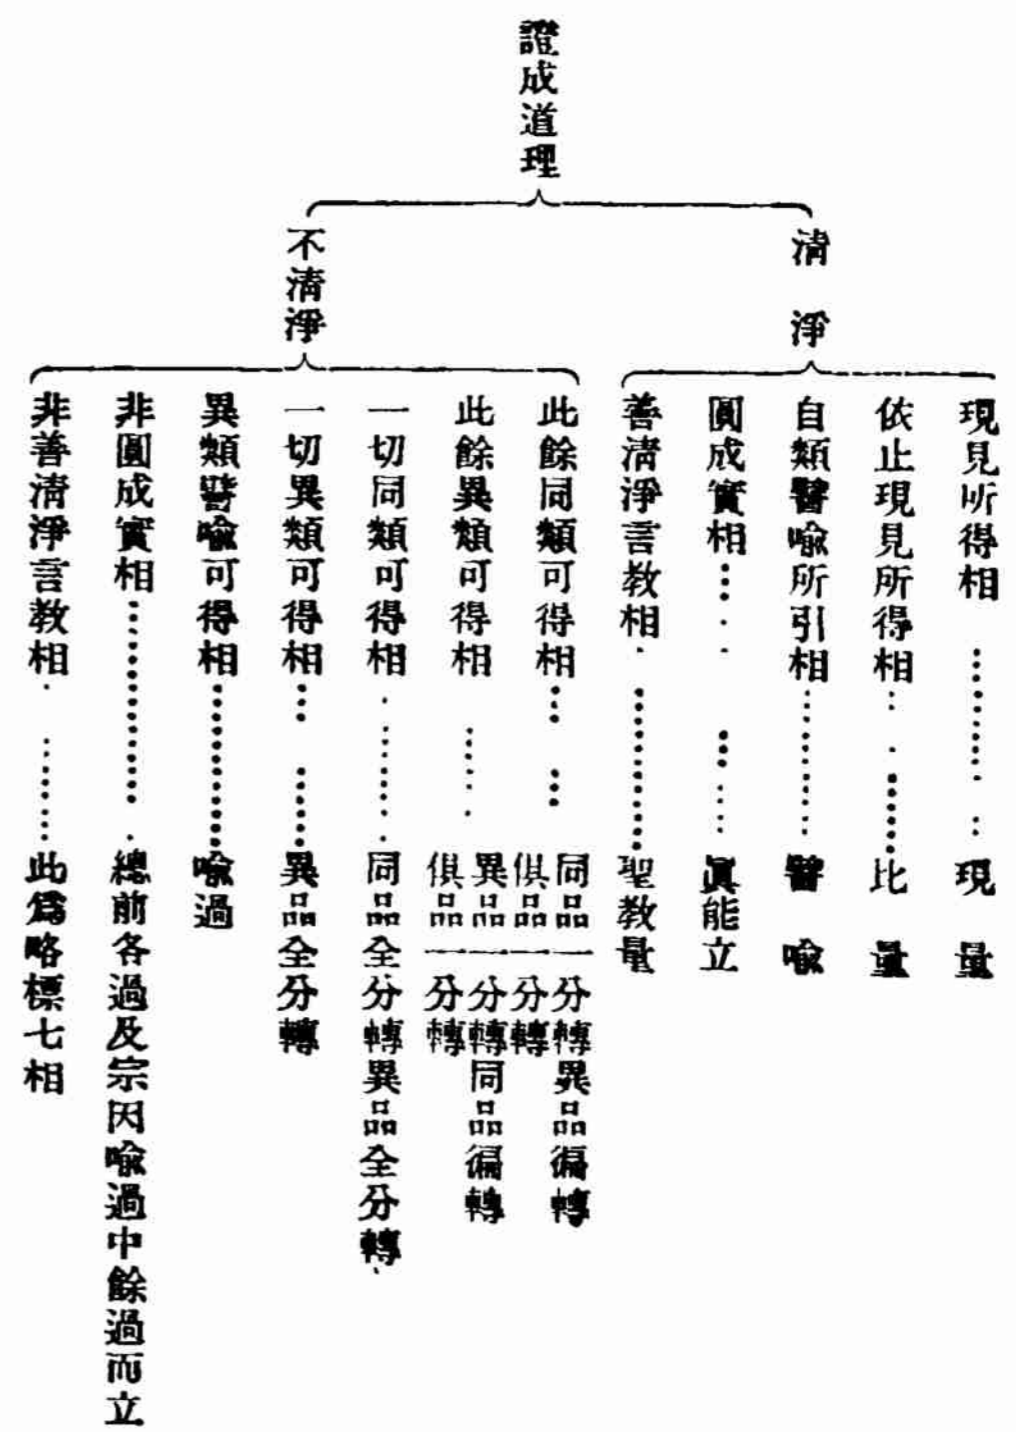 證成道理
清淨
現見所得相……現量
依止現見所得相……比量
自類譬喻所引相……譬喻
圓成實相……眞能立
善清淨言教相……聖教量
不清淨
此餘同類可得相……同品一分轉異品徧轉
俱品一分轉
此餘異類可得相……異品一分轉同品徧轉
俱品一分轉
一切同類可得相……同品全分轉異品全分轉
一切異類可得相……異品全分轉
異類譬喻可得相……喻過
非圓成實相……總前各過及宗因喻過中餘過而立
非善清淨言教相……此爲略標七相